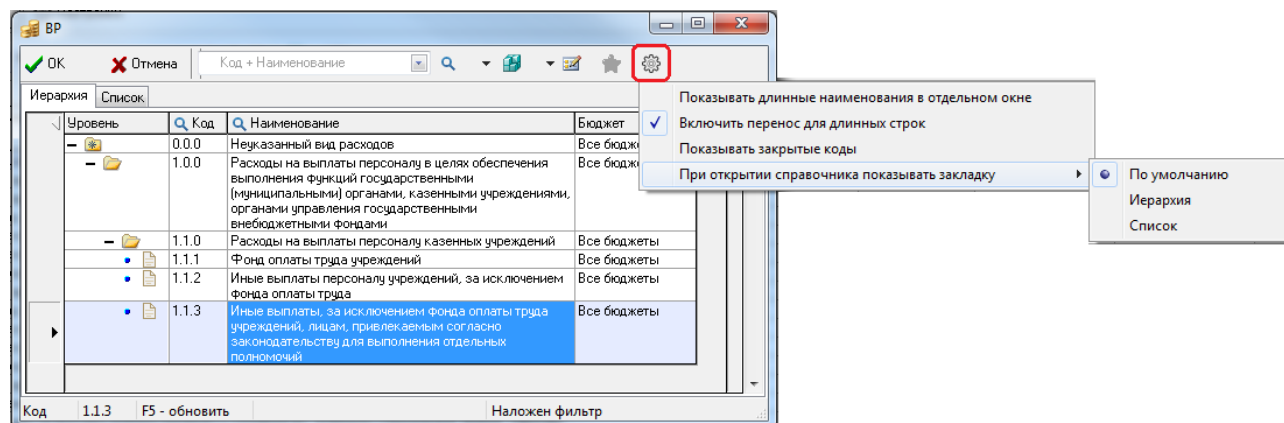 ВР
ОК Отмена Код + Наименование
Иерархия Список
Уровень Код Наименование Бюджет
0.0.0 Неуказанный вид расходов Все бюдж
1.0.0 Расходы на выплаты персоналу в целях обеспечения Все бюдж
выполнения функций государственными
(муниципальными) органами, казенными учреждениями,
органами управления государственными
внебюджетными фондами
1.1.0 Расходы на выплаты персоналу казенных учреждений Все бюджеты
1.1.1 Фонд оплаты труда учреждений Все бюджеты
1.1.2 Иные выплаты персоналу учреждений, за исключением Все бюджеты
фонда оплаты труда
1.1.3 Иные выплаты, за исключением фонда оплаты труда Все бюджеты
учреждений, лицам, привлекаемым согласно
законодательству для выполнения отдельных
полномочий
Код 1.1.3 F5 - обновить Наложен фильтр
Показывать длинные наименования в отдельном окне
Включить перенос для длинных строк
Показывать закрытые коды
При открытии справочника показывать закладку
По умолчанию
Иерархия
Список